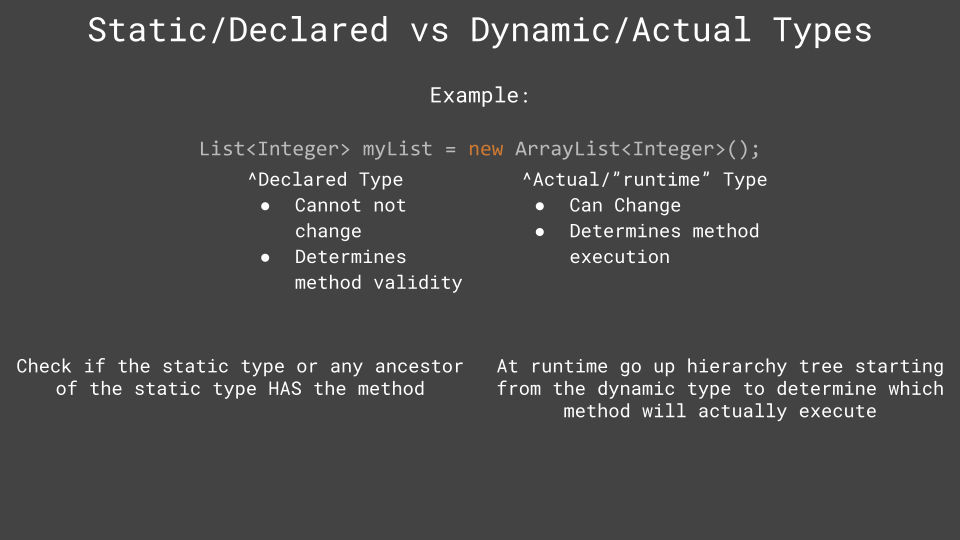 Static/Declared vs Dynamic/Actual Types
Example:
List<Integer> myList = new ArrayList<Integer>();
^Declared Type
● Cannot not
change
● Determines
method validity
^Actual/”runtime” Type
● Can Change
● Determines method
execution
Check if the static type or any ancestor
of the static type HAS the method
At runtime go up hierarchy tree starting
from the dynamic type to determine which
method will actually execute